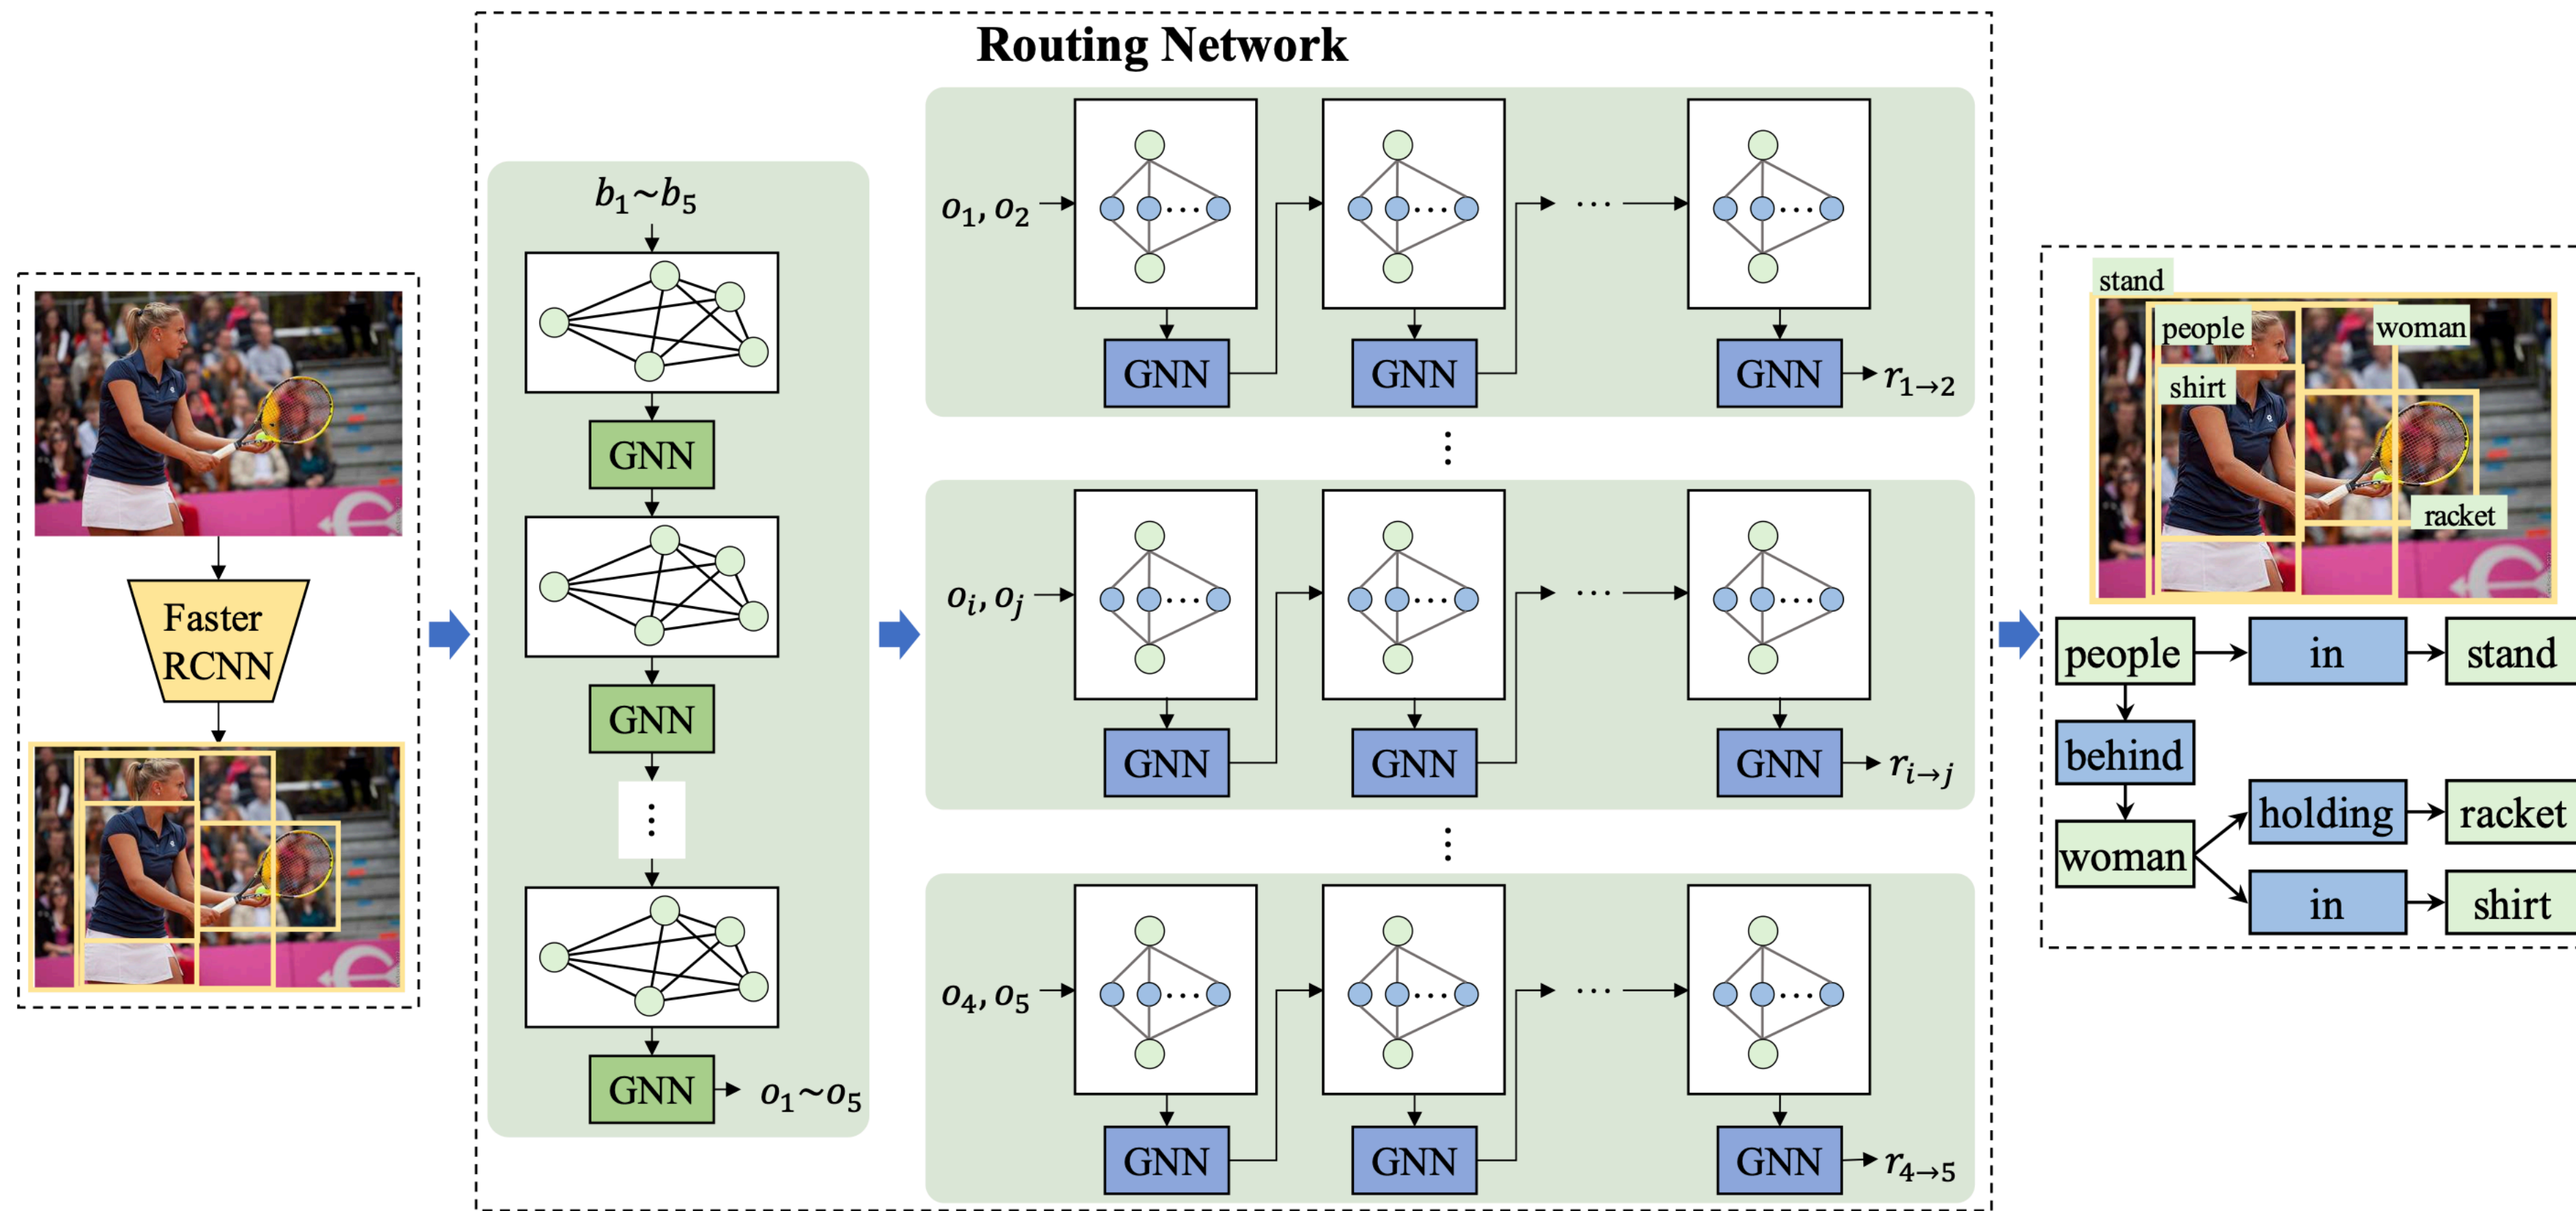 Routing Network
Faster
RCNN
b₁~b₅
GNN
GNN
⋮
GNN
o₁~o₅
o₁, o₂
···
···
···
···
GNN
GNN
GNN
r₁→₂
⋮
oᵢ, oⱼ
···
···
···
···
GNN
GNN
GNN
rᵢ→ⱼ
⋮
o₄, o₅
···
···
···
···
GNN
GNN
GNN
r₄→₅
stand
people
woman
shirt
racket
people
in
stand
behind
woman
holding
racket
in
shirt